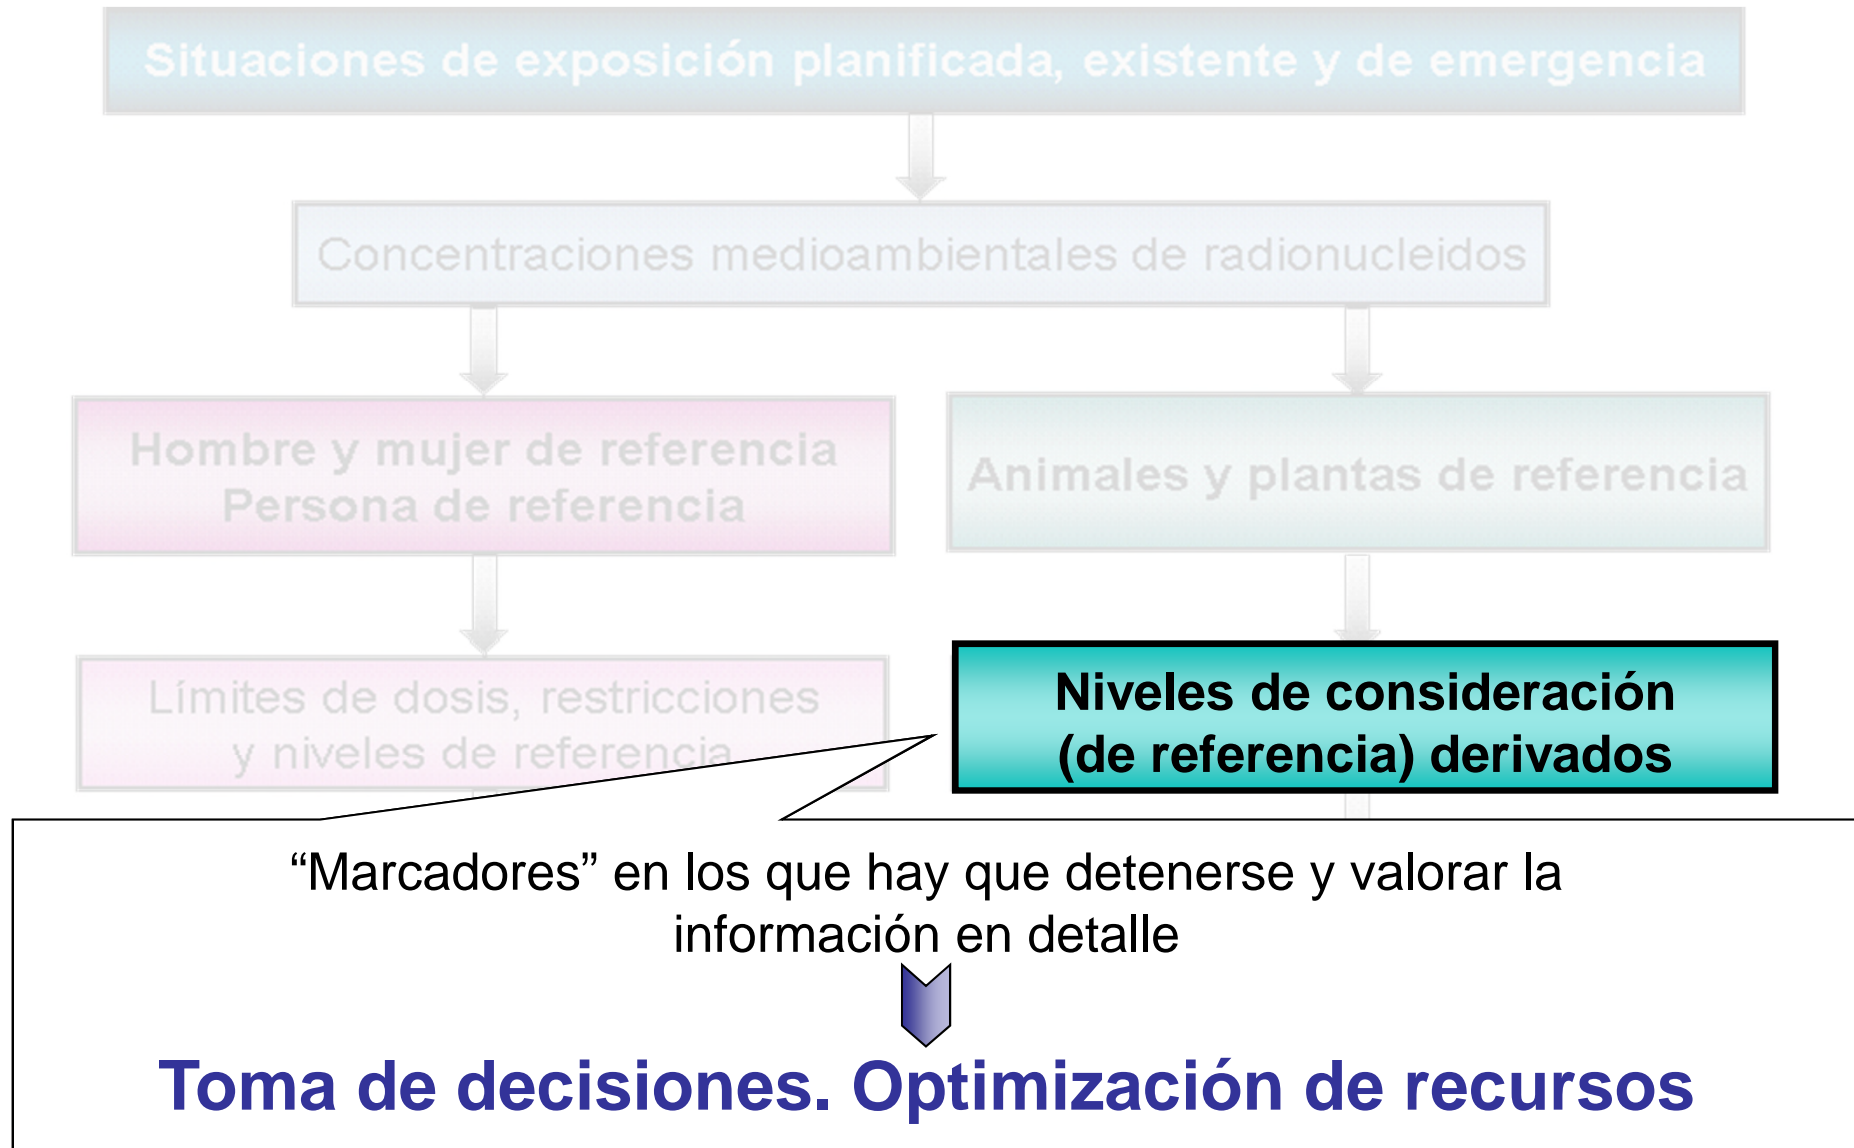 Situaciones de exposición planificada, existente y de emergencia
Concentraciones medioambientales de radionucleidos
Hombre y mujer de referencia
Persona de referencia
Animales y plantas de referencia
Límites de dosis, restricciones
y niveles de referencia
Niveles de consideración
(de referencia) derivados
“Marcadores” en los que hay que detenerse y valorar la
información en detalle
Toma de decisiones. Optimización de recursos